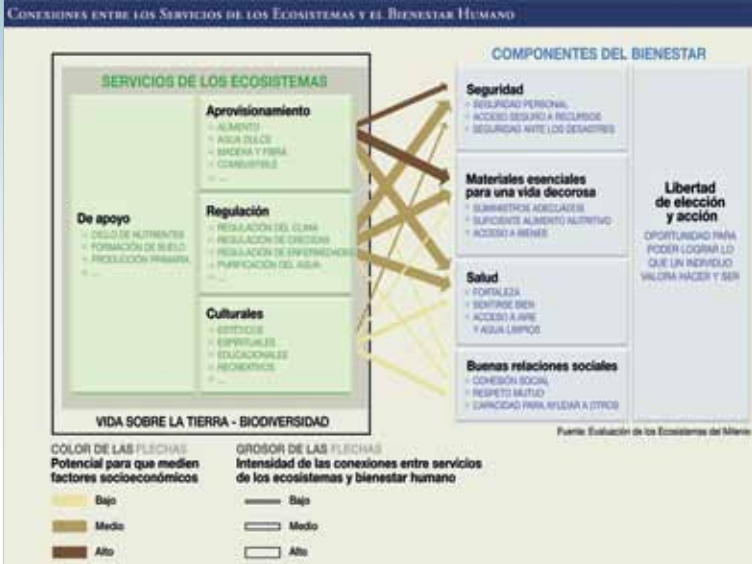 CONEXIONES ENTRE LOS SERVICIOS DE LOS ECOSISTEMAS Y EL BIENESTAR HUMANO
SERVICIOS DE LOS ECOSISTEMAS
De apoyo
CICLO DE NUTRIENTES
FORMACIÓN DE SUELO
PRODUCCIÓN PRIMARIA
...
Aprovisionamiento
ALIMENTO
AGUA DULCE
MADERA Y FIBRA
COMBUSTIBLE
...
Regulación
REGULACIÓN DEL CLIMA
REGULACIÓN DE CRECIDAS
REGULACIÓN DE ENFERMEDADES
PURIFICACIÓN DEL AGUA
...
Culturales
ESTÉTICOS
ESPIRITUALES
EDUCACIONALES
RECREATIVOS
...
VIDA SOBRE LA TIERRA - BIODIVERSIDAD
COMPONENTES DEL BIENESTAR
Seguridad
SEGURIDAD PERSONAL
ACCESO SEGURO A RECURSOS
SEGURIDAD ANTE LOS DESASTRES
Materiales esenciales
para una vida decorosa
SUMINISTROS ADECUADOS
SUFICIENTE ALIMENTO NUTRITIVO
ACCESO A BIENES
Salud
FORTALEZA
SENTIRSE BIEN
ACCESO A AIRE
Y AGUA LIMPIOS
Buenas relaciones sociales
COHESIÓN SOCIAL
RESPETO MUTUO
CAPACIDAD PARA AYUDAR A OTROS
Libertad
de elección
y acción
OPORTUNIDAD PARA
PODER LOGRAR LO
QUE UN INDIVIDUO
VALORA HACER Y SER
Fuente: Evaluación de los Ecosistemas del Milenio
COLOR DE LAS FLECHAS
Potencial para que medien
factores socioeconómicos
Bajo
Medio
Alto
GROSOR DE LAS FLECHAS
Intensidad de las conexiones entre servicios
de los ecosistemas y bienestar humano
Bajo
Medio
Alto